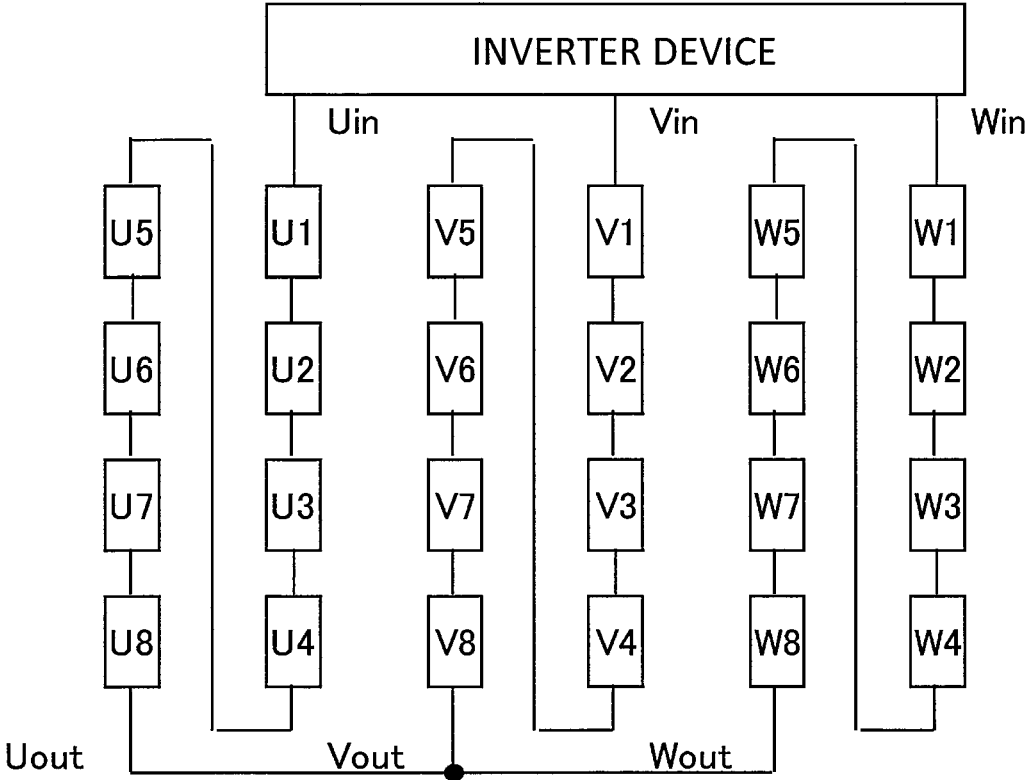 INVERTER DEVICE
Uin Vin Win
U5 U1 V5 V1 W5 W1
U6 U2 V6 V2 W6 W2
U7 U3 V7 V3 W7 W3
U8 U4 V8 V4 W8 W4
Uout Vout Wout